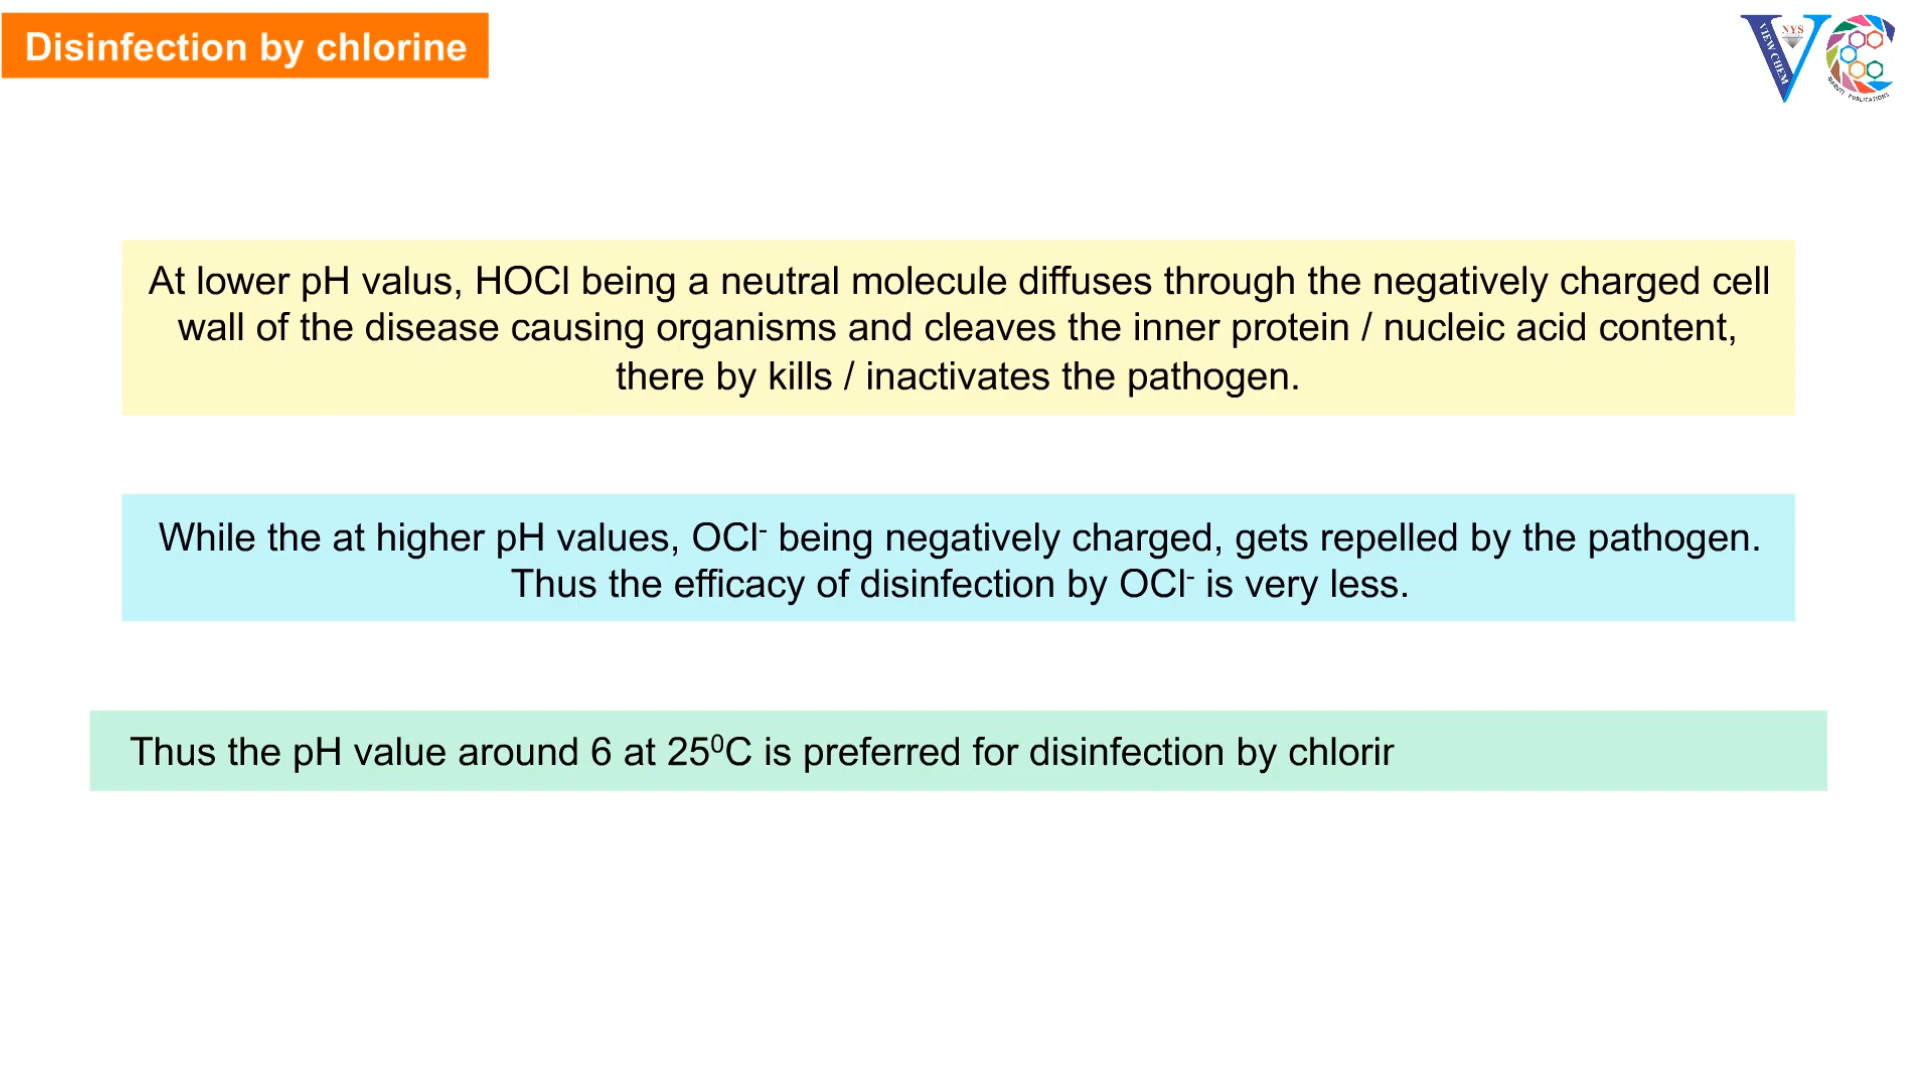 Disinfection by chlorine
NYS
VIEW CHEM
PUBLICATIONS
At lower pH valus, HOCl being a neutral molecule diffuses through the negatively charged cell
wall of the disease causing organisms and cleaves the inner protein / nucleic acid content,
there by kills / inactivates the pathogen.
While the at higher pH values, OCl⁻ being negatively charged, gets repelled by the pathogen.
Thus the efficacy of disinfection by OCl⁻ is very less.
Thus the pH value around 6 at 25⁰C is preferred for disinfection by chlorir